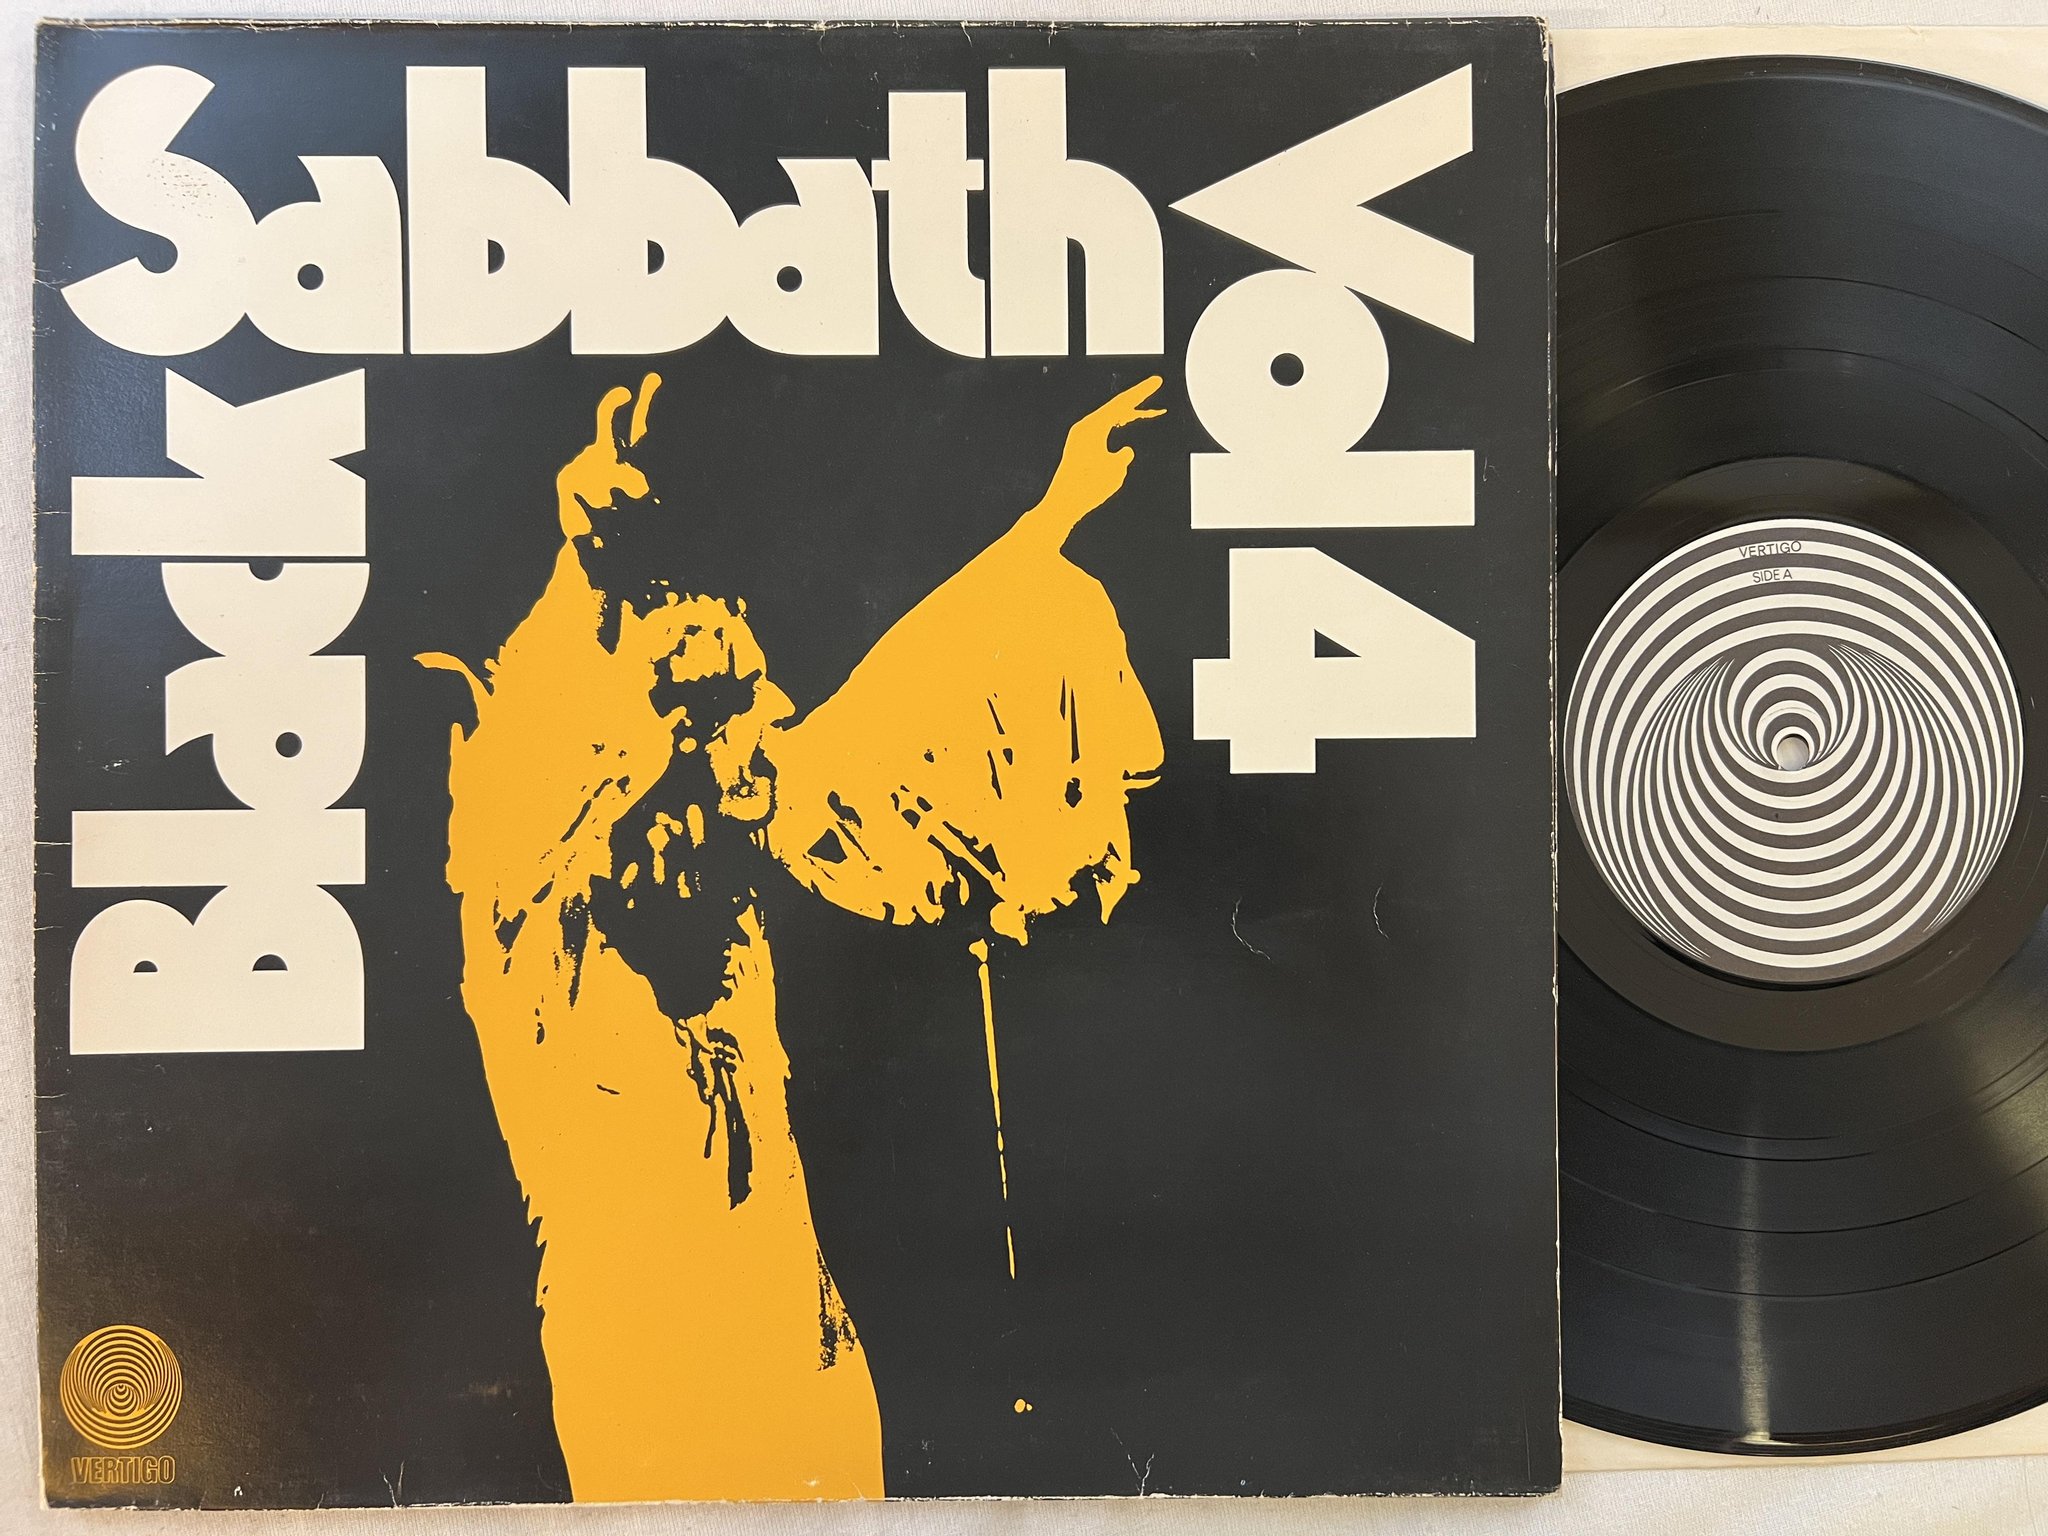 Black
Sabbath
Vol 4
VERTIGO
VERTIGO
SIDE A